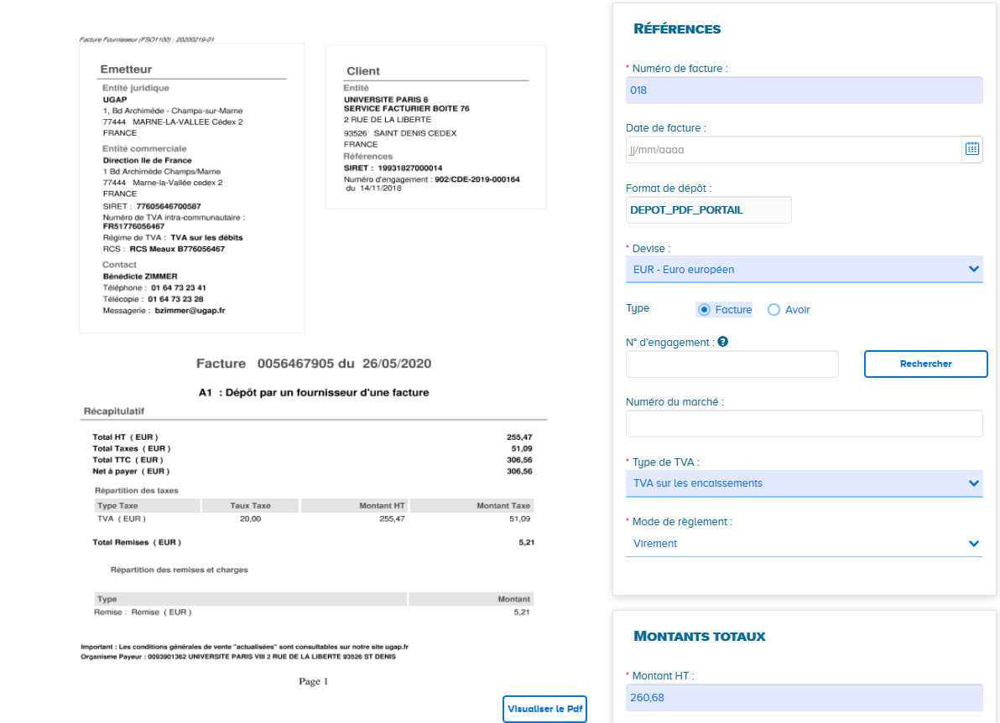 Facture Fournisseur (FSO1100) : 20200219-01
Emetteur
Entité juridique
UGAP
1, Bd Archimède - Champs-sur-Marne
77444 MARNE-LA-VALLEE Cédex 2
FRANCE
Entité commerciale
Direction Ile de France
1 Bd Archimède Champs/Marne
77444 Marne-la-Vallée cedex 2
FRANCE
SIRET : 77605646700587
Numéro de TVA intra-communautaire :
FR51776056467
Régime de TVA : TVA sur les débits
RCS : RCS Meaux B776056467
Contact
Bénédicte ZIMMER
Téléphone : 01 64 73 23 41
Télécopie : 01 64 73 23 28
Messagerie : bzimmer@ugap.fr
Client
Entité
UNIVERSITE PARIS 8
SERVICE FACTURIER BOITE 76
2 RUE DE LA LIBERTE
93526 SAINT DENIS CEDEX
FRANCE
Références
SIRET : 19931827000014
Numéro d'engagement : 902/CDE-2019-000164
du 14/11/2018
Facture 0056467905 du 26/05/2020
A1 : Dépôt par un fournisseur d'une facture
Récapitulatif
Total HT ( EUR ) 255,47
Total Taxes ( EUR ) 51,09
Total TTC ( EUR ) 306,56
Net à payer ( EUR ) 306,56
Répartition des taxes
Type Taxe Taux Taxe Montant HT Montant Taxe
TVA ( EUR ) 20,00 255,47 51,09
Total Remises ( EUR ) 5,21
Répartition des remises et charges
Type Montant
Remise : Remise ( EUR ) 5,21
Important : Les conditions générales de vente "actualisées" sont consultables sur notre site ugap.fr
Organisme Payeur : 0093901362 UNIVERSITE PARIS VIII 2 RUE DE LA LIBERTE 93526 ST DENIS
Page 1
Visualiser le Pdf
RÉFÉRENCES
* Numéro de facture :
018
Date de facture :
jj/mm/aaaa
Format de dépôt :
DEPOT_PDF_PORTAIL
* Devise :
EUR - Euro européen
Type Facture Avoir
N° d'engagement : ?
Rechercher
Numéro du marché :
* Type de TVA :
TVA sur les encaissements
* Mode de règlement :
Virement
MONTANTS TOTAUX
* Montant HT :
260,68